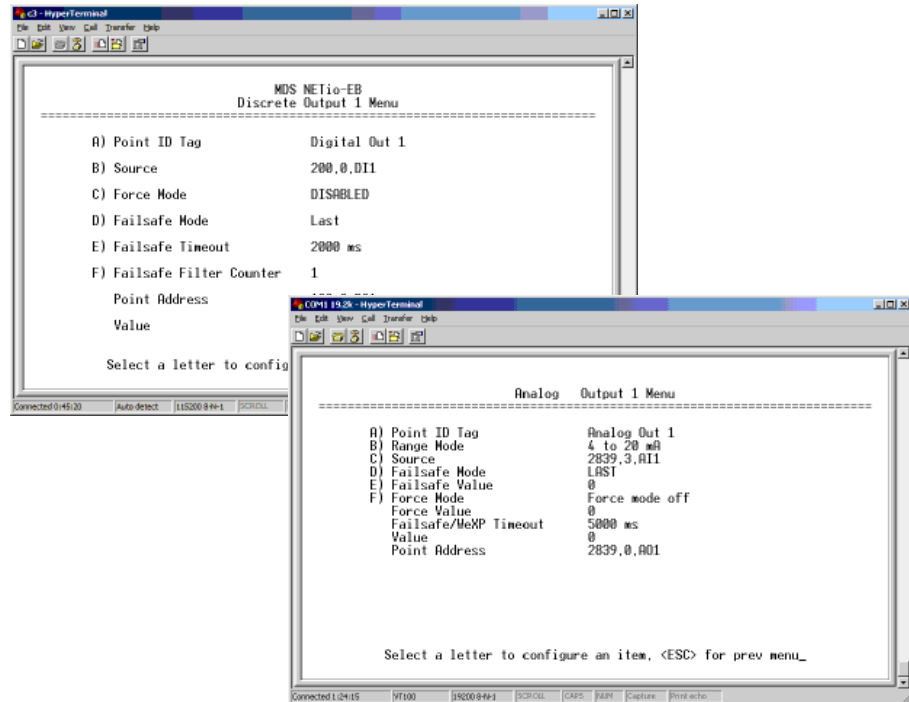 c3 - HyperTerminal
File Edit View Call Transfer Help
MDS NETio-EB
Discrete Output 1 Menu
A) Point ID Tag Digital Out 1
B) Source 200,0,DI1
C) Force Mode DISABLED
D) Failsafe Mode Last
E) Failsafe Timeout 2000 ms
F) Failsafe Filter Counter 1
Point Address
Value
Select a letter to config
Connected 0:45:20 Auto detect 115200 8-N-1 SCROLL
COM1 19.2k - HyperTerminal
File Edit View Call Transfer Help
Analog Output 1 Menu
A) Point ID Tag Analog Out 1
B) Range Mode 4 to 20 mA
C) Source 2839,3,AI1
D) Failsafe Mode LAST
E) Failsafe Value 0
F) Force Mode Force mode off
Force Value 0
Failsafe/WeXP Timeout 5000 ms
Value 0
Point Address 2839,0,AO1
Select a letter to configure an item, <ESC> for prev menu_
Connected 1:24:15 VT100 19200 8-N-1 SCROLL CAPS NUM Capture Print echo